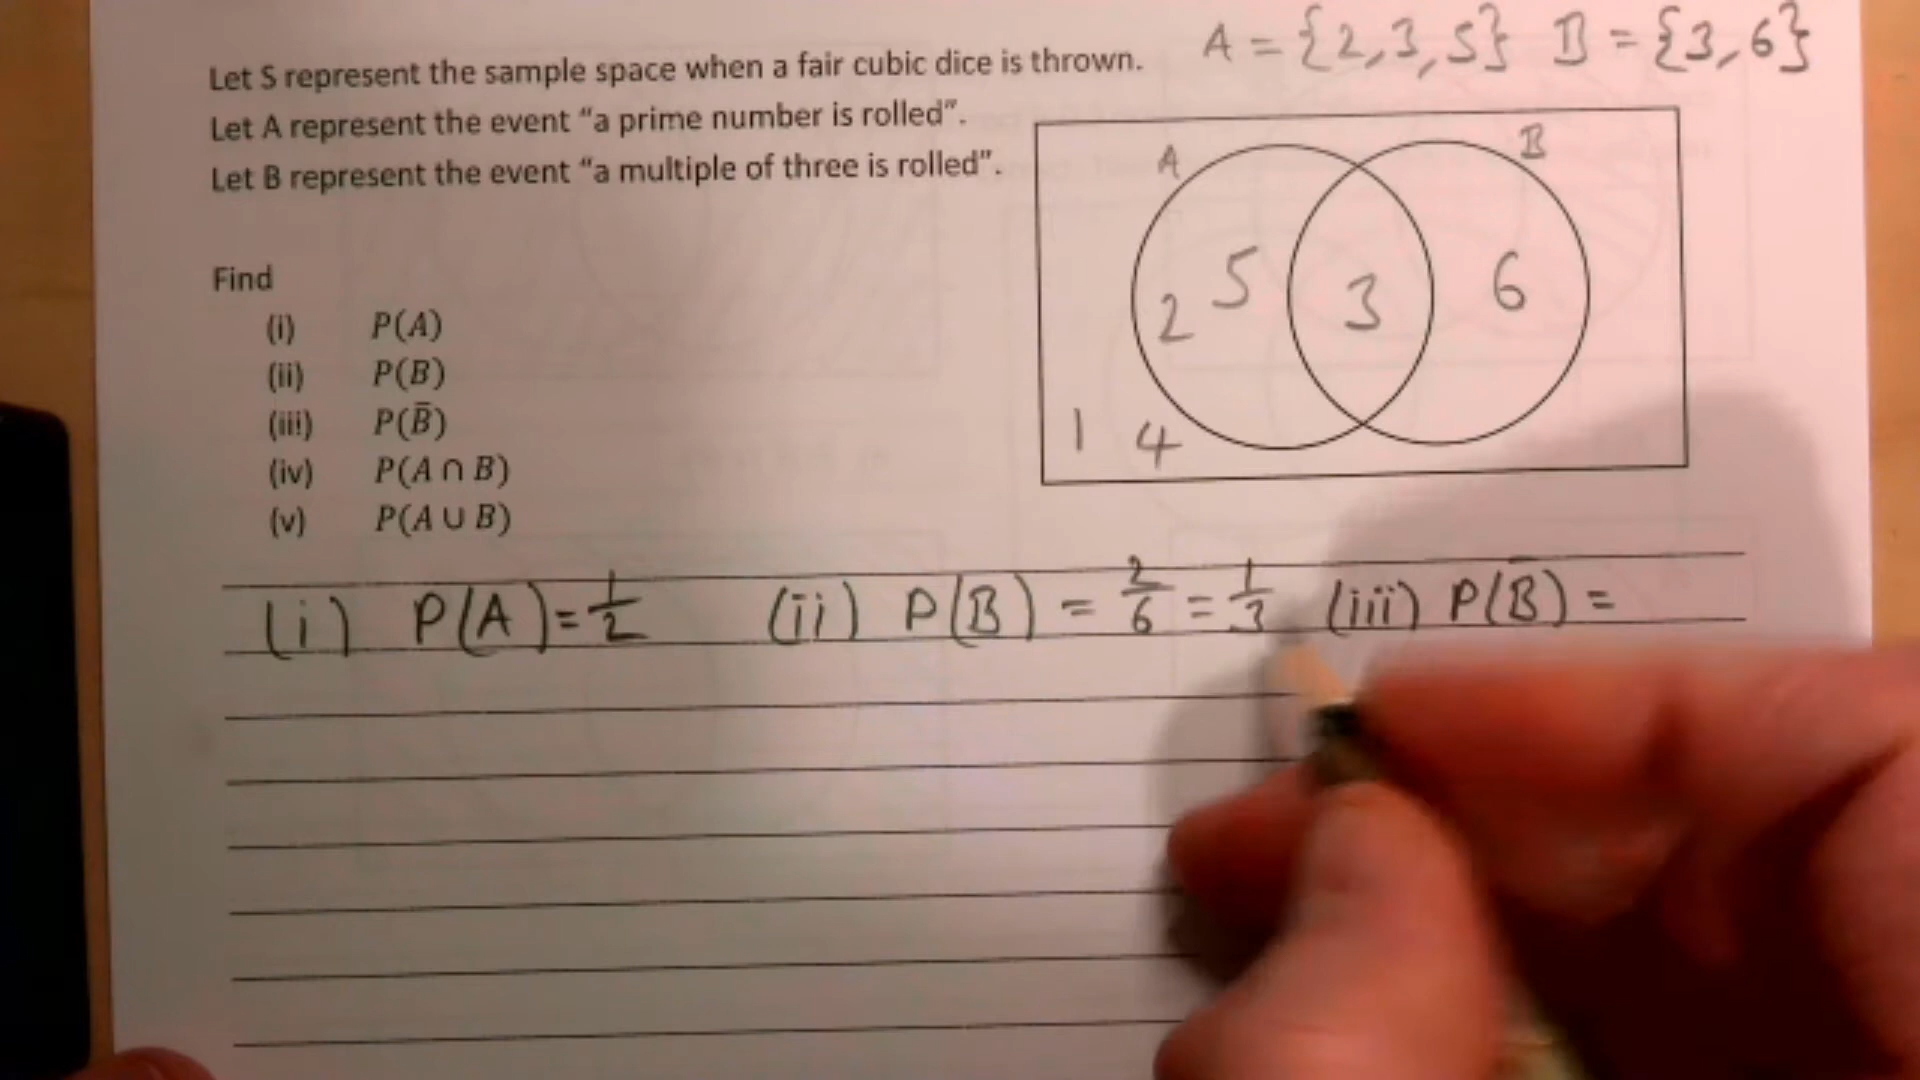 A = {2,3,5} B = {3,6}
Let S represent the sample space when a fair cubic dice is thrown.
Let A represent the event “a prime number is rolled”.
Let B represent the event “a multiple of three is rolled”.
A B
2 5 3 6
1 4
Find
(i) P(A)
(ii) P(B)
(iii) P(B̅)
(iv) P(A ∩ B)
(v) P(A ∪ B)
(i) P(A) = 1/2 (ii) P(B) = 2/6 = 1/3 (iii) P(B̅) =